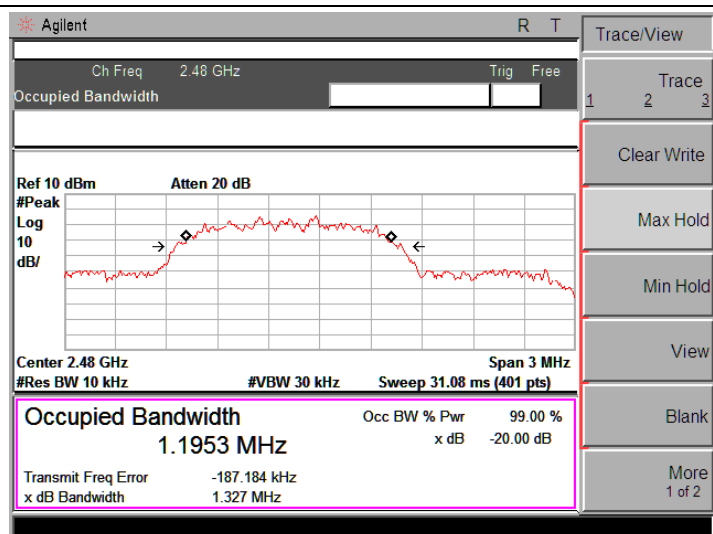 Agilent R T
Ch Freq 2.48 GHz Trig Free
Occupied Bandwidth
Ref 10 dBm Atten 20 dB
#Peak
Log
10
dB/
Center 2.48 GHz Span 3 MHz
#Res BW 10 kHz #VBW 30 kHz Sweep 31.08 ms (401 pts)
Occupied Bandwidth Occ BW % Pwr 99.00 %
1.1953 MHz x dB -20.00 dB
Transmit Freq Error -187.184 kHz
x dB Bandwidth 1.327 MHz
Trace/View
Trace
1 2 3
Clear Write
Max Hold
Min Hold
View
Blank
More
1 of 2